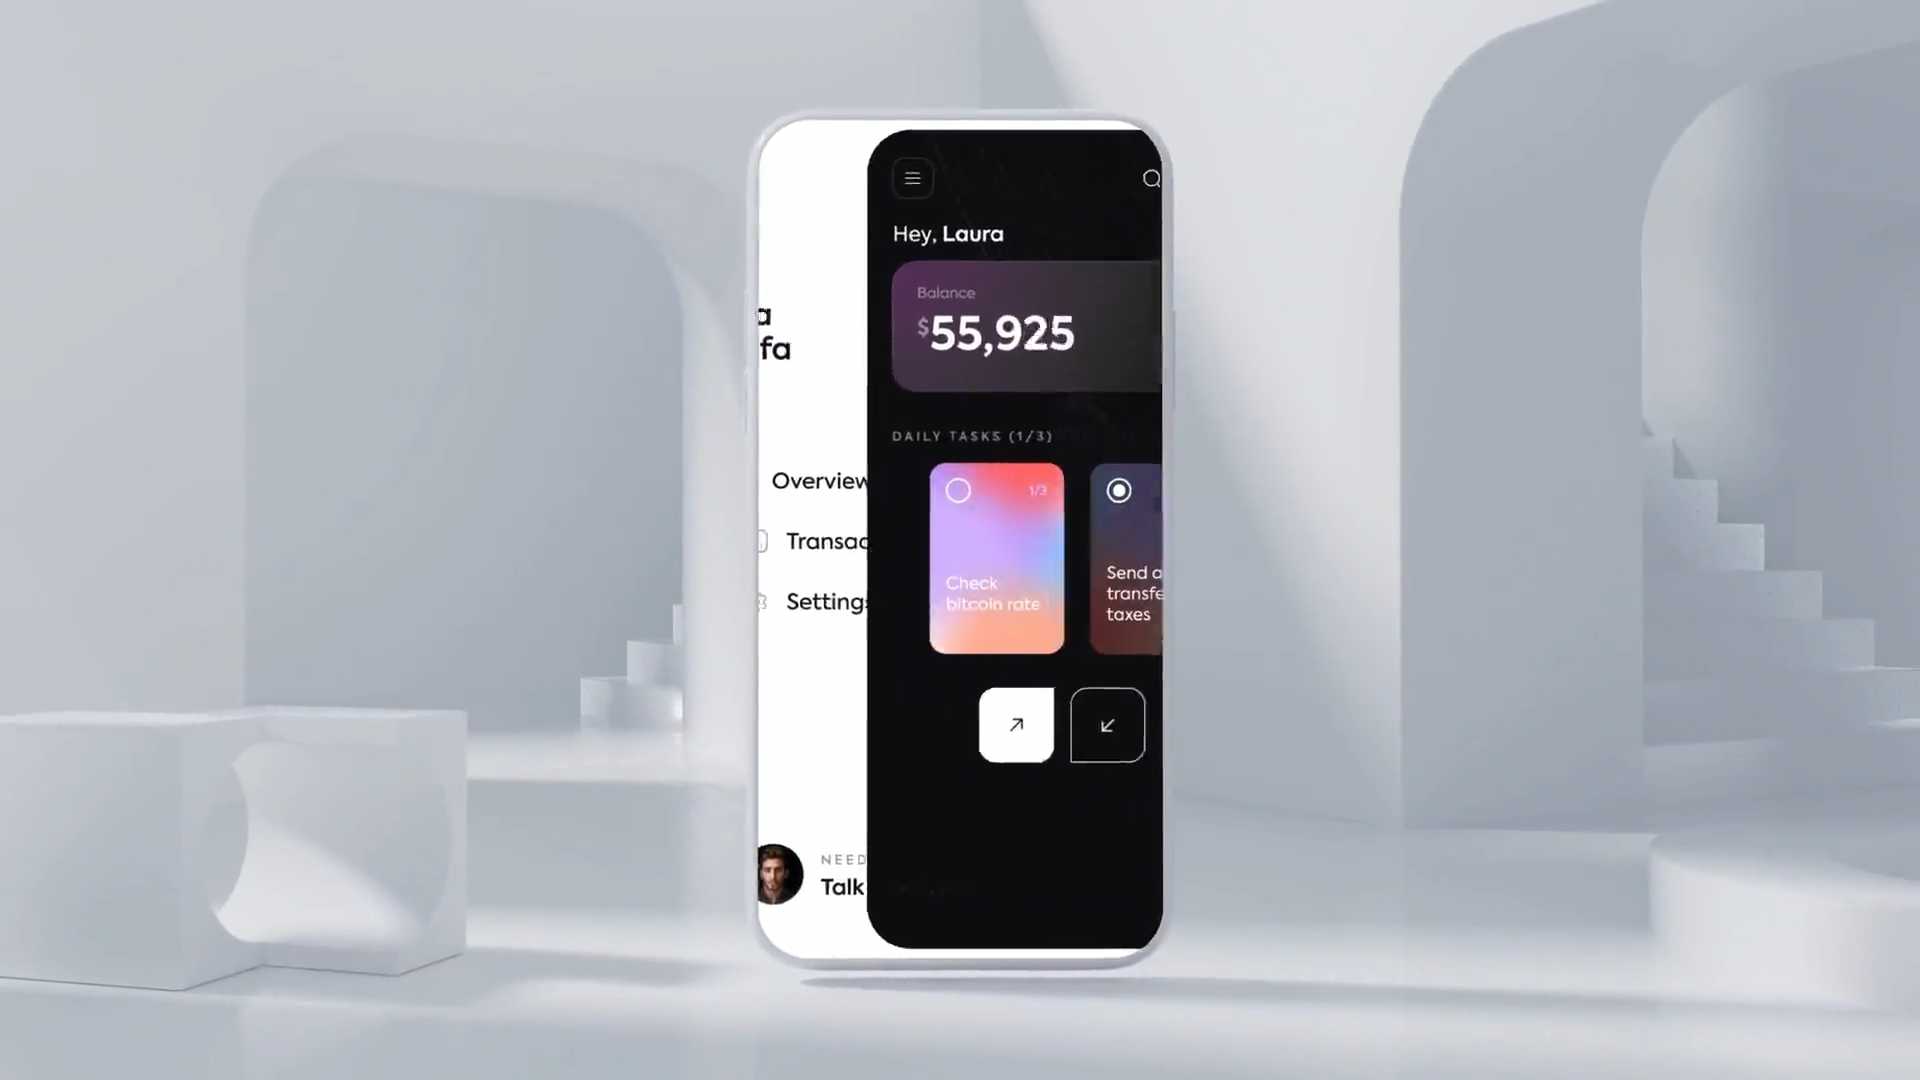 Hey, Laura
Balance
$55,925
DAILY TASKS (1/3)
1/3
Check
bitcoin rate
Send a
transfe
taxes
a
fa
Overview
Transac
Settings
NEED
Talk